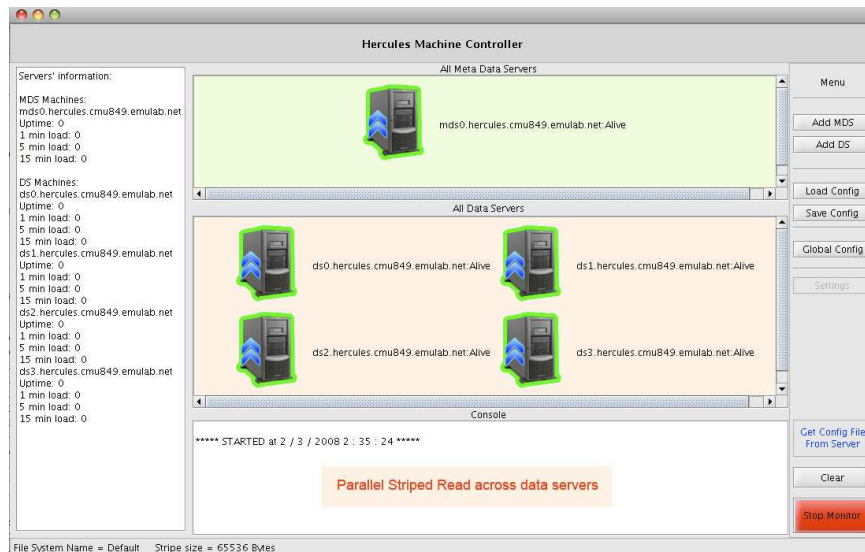 Hercules Machine Controller
Servers' information:
MDS Machines:
mds0.hercules.cmu849.emulab.net
Uptime: 0
1 min load: 0
5 min load: 0
15 min load: 0
DS Machines:
ds0.hercules.cmu849.emulab.net
Uptime: 0
1 min load: 0
5 min load: 0
15 min load: 0
ds1.hercules.cmu849.emulab.net
Uptime: 0
1 min load: 0
5 min load: 0
15 min load: 0
ds2.hercules.cmu849.emulab.net
Uptime: 0
1 min load: 0
5 min load: 0
15 min load: 0
ds3.hercules.cmu849.emulab.net
Uptime: 0
1 min load: 0
5 min load: 0
15 min load: 0
All Meta Data Servers
mds0.hercules.cmu849.emulab.net:Alive
All Data Servers
ds0.hercules.cmu849.emulab.net:Alive
ds1.hercules.cmu849.emulab.net:Alive
ds2.hercules.cmu849.emulab.net:Alive
ds3.hercules.cmu849.emulab.net:Alive
Console
***** STARTED at 2 / 3 / 2008 2 : 35 : 24 *****
Parallel Striped Read across data servers
Menu
Add MDS
Add DS
Load Config
Save Config
Global Config
Settings
Get Config File
From Server
Clear
Stop Monitor
File System Name = Default Stripe size = 65536 Bytes